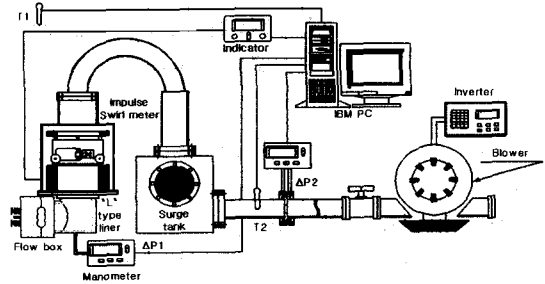 T1
Indicator
Impulse
Swirl meter
IBM PC
Inverter
Blower
ΔP2
"L"
type
liner
Surge
tank
T2
Flow box
ΔP1
Manometer